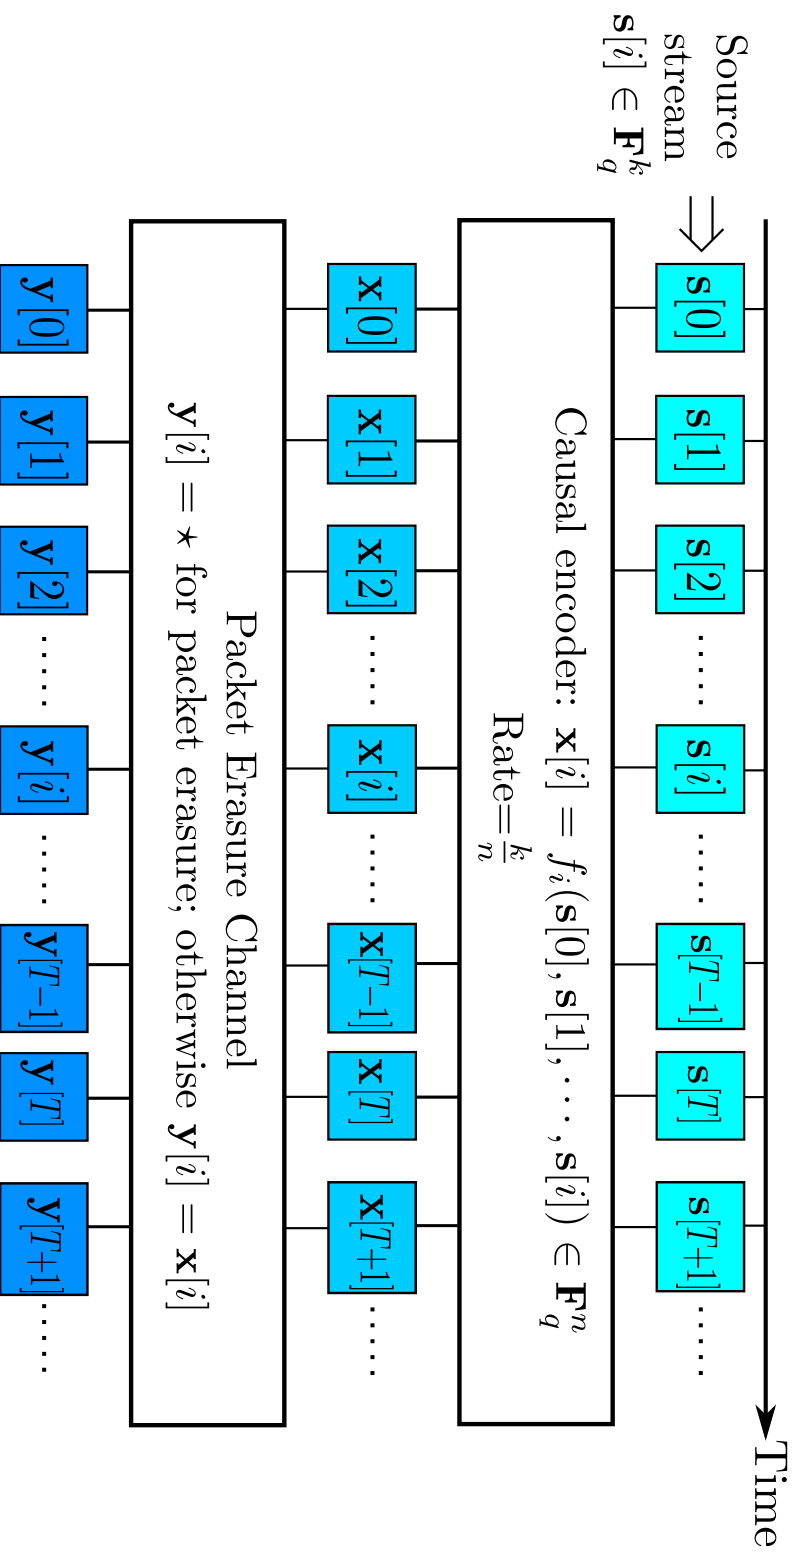 Time
Source
stream
s[i] ∈ F_q^k
s[0] s[1] s[2] ...... s[i] ...... s[T−1] s[T] s[T+1] ......
Causal encoder: x[i] = f_i(s[0], s[1], ⋯, s[i]) ∈ F_q^n
Rate=k/n
x[0] x[1] x[2] ...... x[i] ...... x[T−1] x[T] x[T+1] ......
Packet Erasure Channel
y[i] = ⋆ for packet erasure; otherwise y[i] = x[i]
y[0] y[1] y[2] ...... y[i] ...... y[T−1] y[T] y[T+1] ......